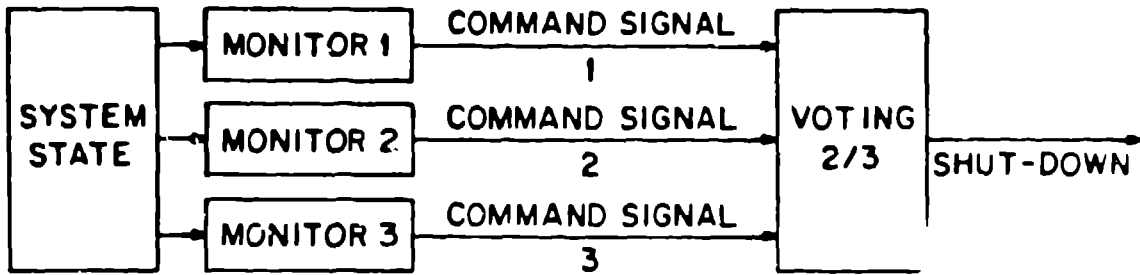 SYSTEM
STATE
MONITOR 1
MONITOR 2
MONITOR 3
COMMAND SIGNAL
1
COMMAND SIGNAL
2
COMMAND SIGNAL
3
VOTING
2/3
SHUT-DOWN